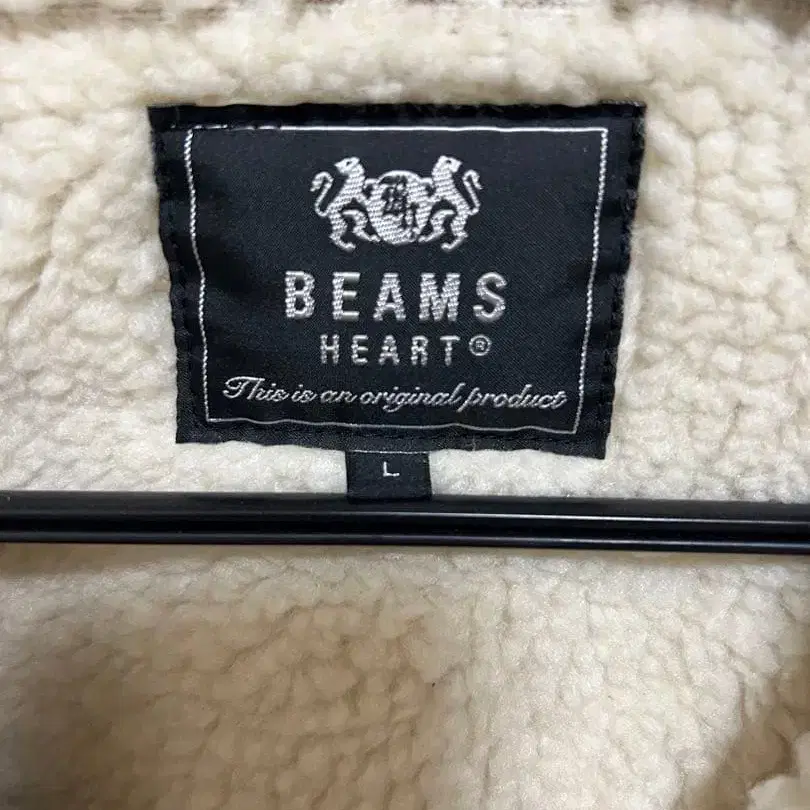 BEAMS
HEART®
This is an original product
L